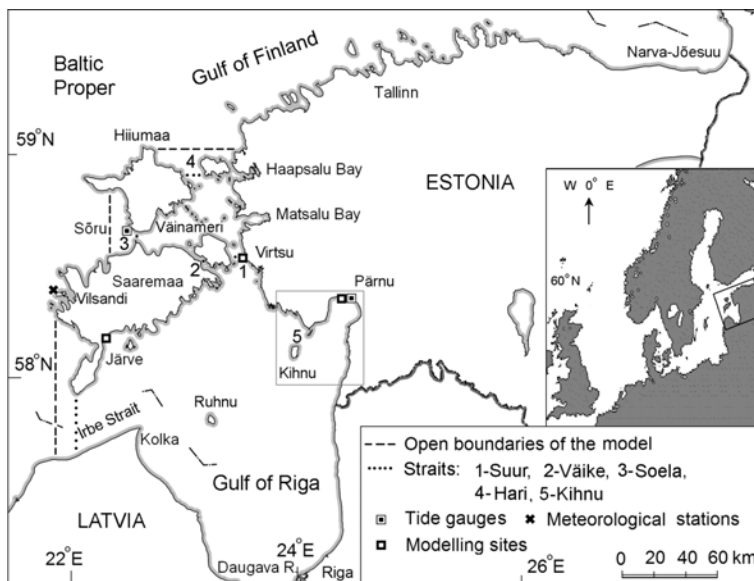 Baltic
Proper
Gulf of Finland
Narva-Jõesuu
Tallinn
59°N
Hiiumaa
4
Haapsalu Bay
ESTONIA
W 0° E
Matsalu Bay
Sõru
Väinameri
3
Virtsu
2
1
Saaremaa
Pärnu
60°N
Vilsandi
5
Järve
Kihnu
58°N
Ruhnu
Irbe Strait
Kolka
Gulf of Riga
LATVIA
Daugava R.
Riga
22°E
24°E
26°E
Open boundaries of the model
Straits: 1-Suur, 2-Väike, 3-Soela,
4-Hari, 5-Kihnu
Tide gauges
Meteorological stations
Modelling sites
0 20 40 60 km